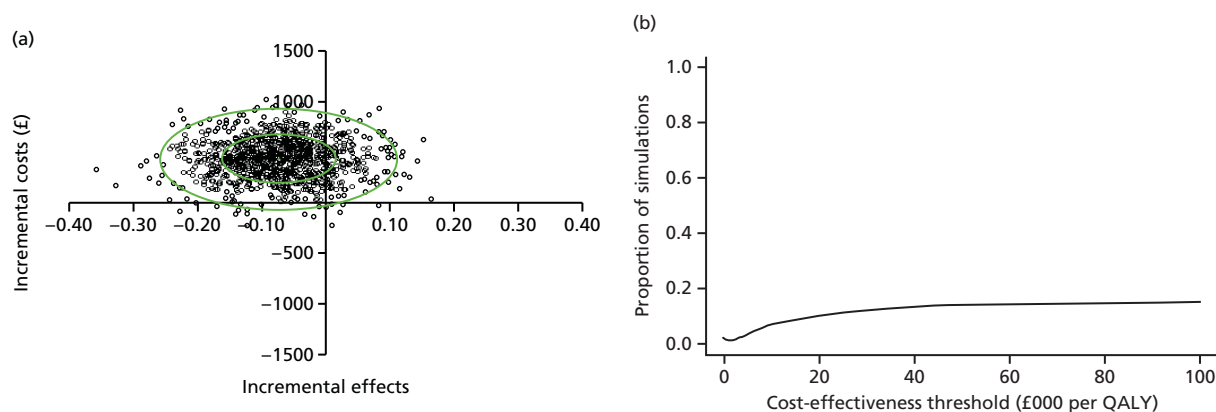 (a)
1500
1000
−500
−1000
−1500
−0.40 −0.30 −0.20 −0.10 0.10 0.20 0.30 0.40
Incremental costs (£)
Incremental effects
(b)
1.0
0.8
0.6
0.4
0.2
0.0
Proportion of simulations
0 20 40 60 80 100
Cost-effectiveness threshold (£000 per QALY)